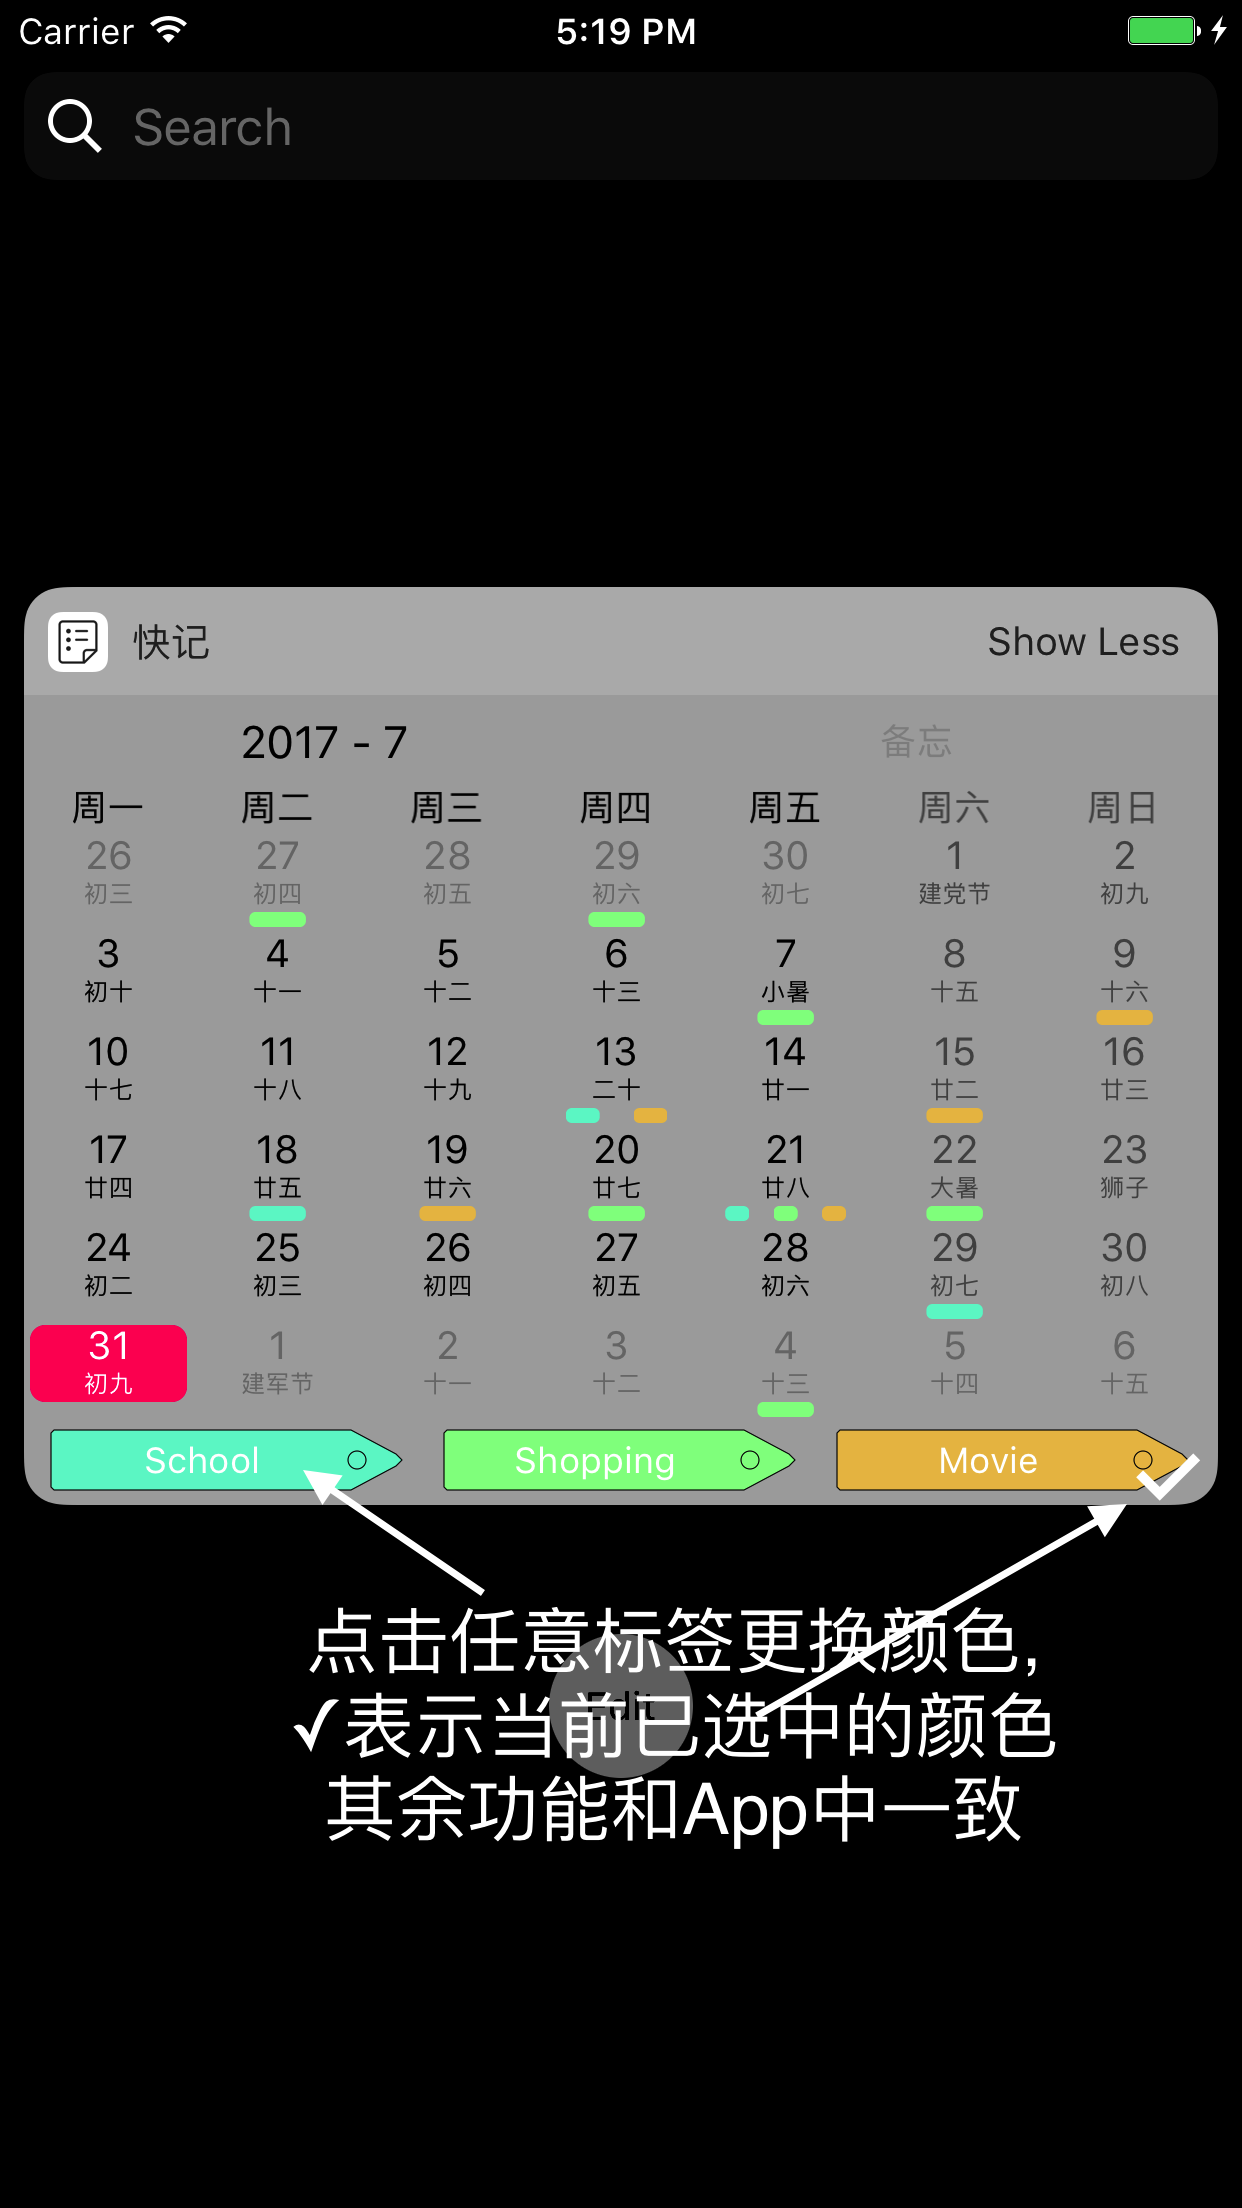 Carrier 5:19 PM
Search
快记 Show Less
2017 - 7 备忘
周一 周二 周三 周四 周五 周六 周日
26 27 28 29 30 1 2
初三 初四 初五 初六 初七 建党节 初九
3 4 5 6 7 8 9
初十 十一 十二 十三 小暑 十五 十六
10 11 12 13 14 15 16
十七 十八 十九 二十 廿一 廿二 廿三
17 18 19 20 21 22 23
廿四 廿五 廿六 廿七 廿八 大暑 狮子
24 25 26 27 28 29 30
初二 初三 初四 初五 初六 初七 初八
31 1 2 3 4 5 6
初九 建军节 十一 十二 十三 十四 十五
School Shopping Movie
点击任意标签更换颜色,
Edit
✓表示当前已选中的颜色
其余功能和App中一致